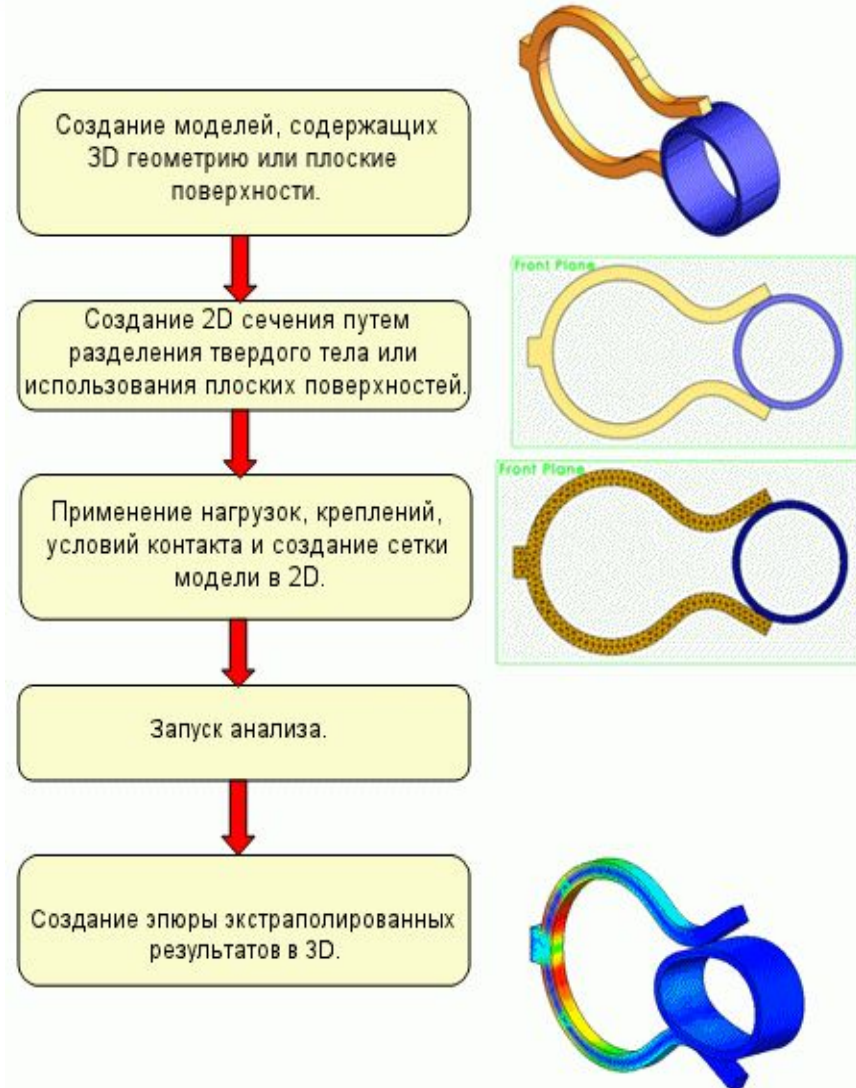 Создание моделей, содержащих
3D геометрию или плоские
поверхности.
Front Plane
Создание 2D сечения путем
разделения твердого тела или
использования плоских поверхностей.
Front Plane
Применение нагрузок, креплений,
условий контакта и создание сетки
модели в 2D.
Запуск анализа.
Создание эпюры экстраполированных
результатов в 3D.